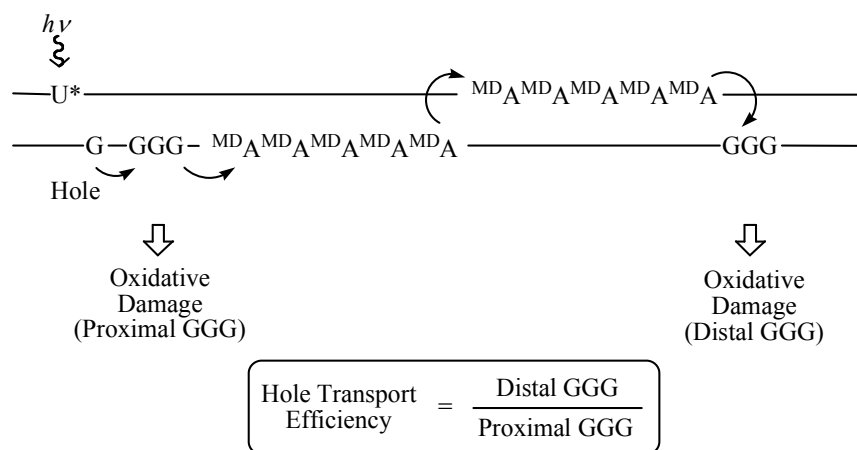 hν
U*
MDAMDAMDAMDAMDA
G GGG MDAMDAMDAMDAMDA GGG
Hole
Oxidative
Damage
(Proximal GGG)
Oxidative
Damage
(Distal GGG)
Hole Transport
Efficiency
=
Distal GGG
Proximal GGG